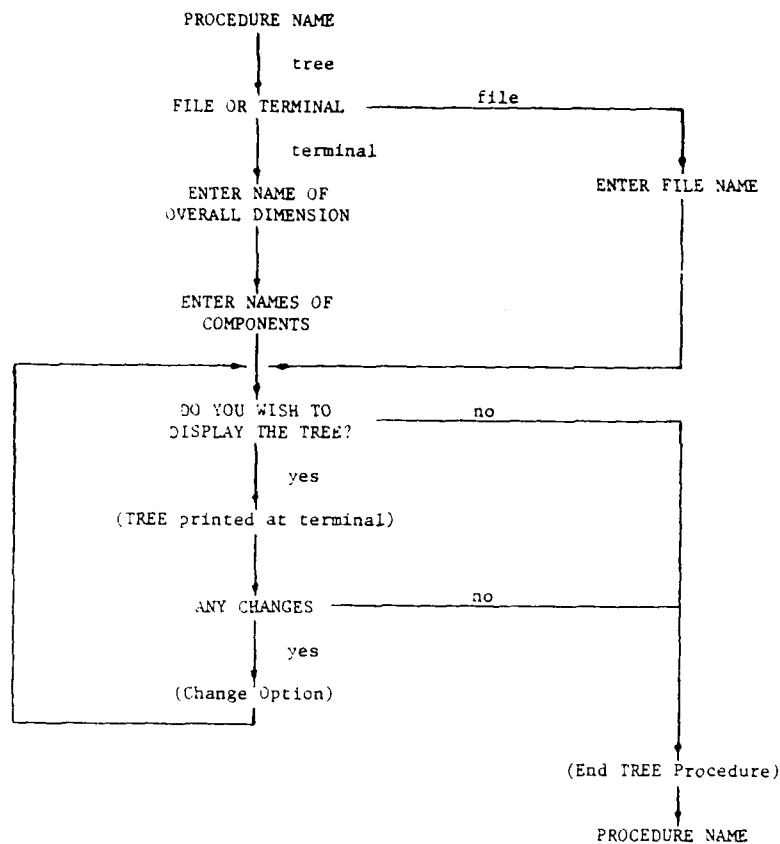 PROCEDURE NAME
tree
FILE OR TERMINAL
file
terminal
ENTER NAME OF
OVERALL DIMENSION
ENTER FILE NAME
ENTER NAMES OF
COMPONENTS
DO YOU WISH TO
DISPLAY THE TREE?
no
yes
(TREE printed at terminal)
ANY CHANGES
no
yes
(Change Option)
(End TREE Procedure)
PROCEDURE NAME